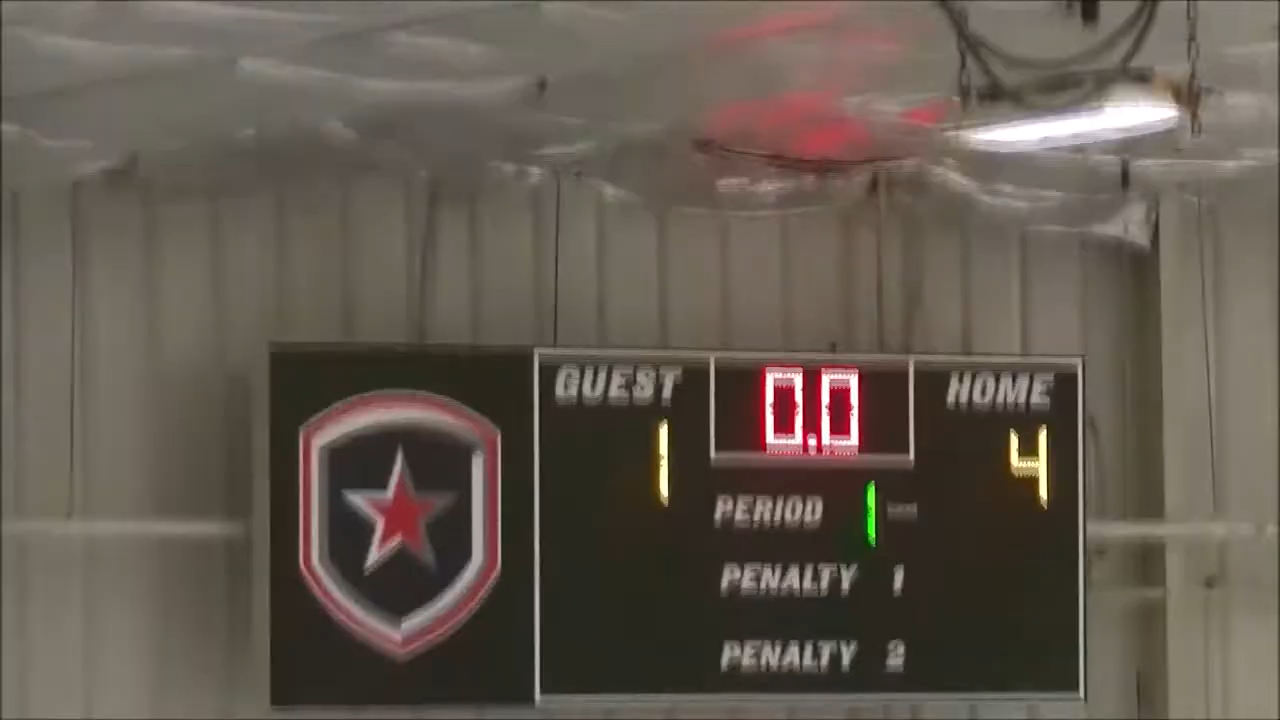 GUEST 0.0 HOME
1 4
PERIOD 1
PENALTY 1
PENALTY 2